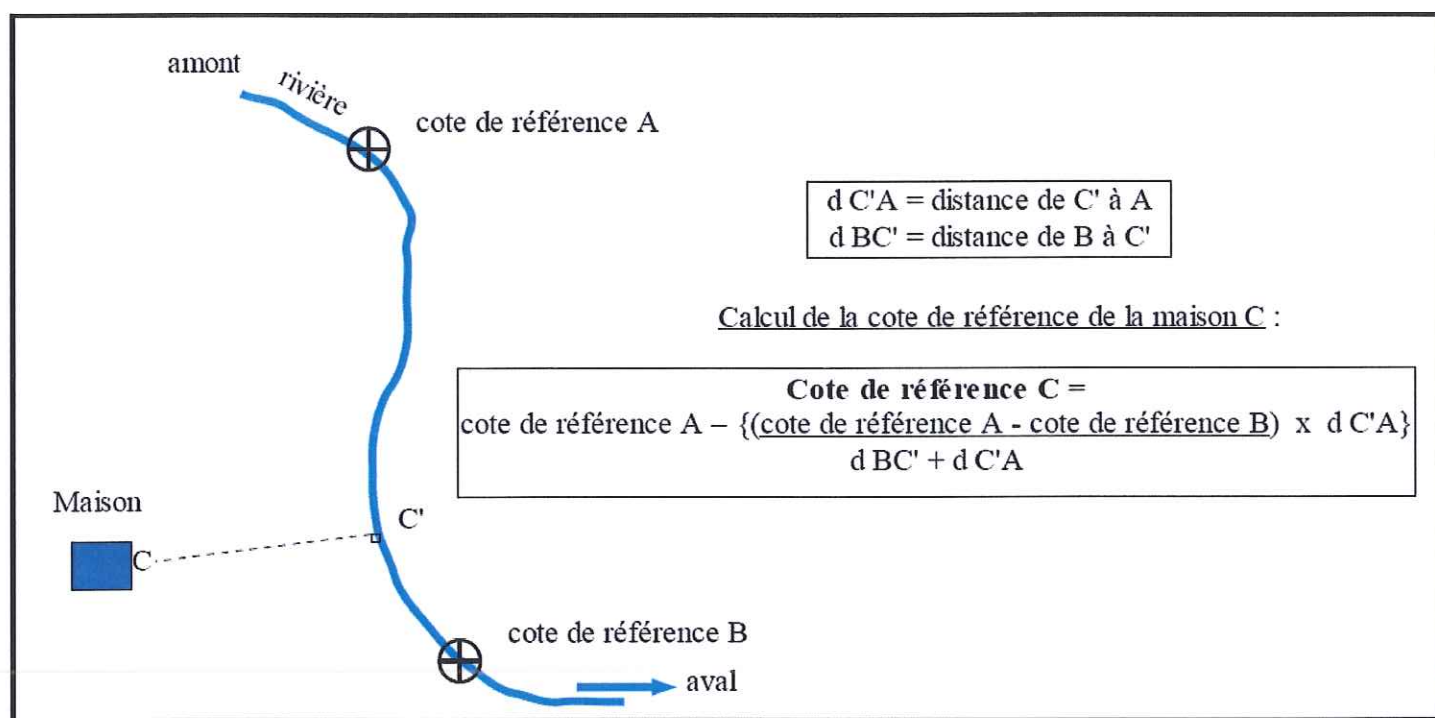 amont
rivière
cote de référence A
d C'A = distance de C' à A
d BC' = distance de B à C'
Calcul de la cote de référence de la maison C :
Cote de référence C =
cote de référence A – {(cote de référence A - cote de référence B) x d C'A}
d BC' + d C'A
Maison
C'
C
cote de référence B
aval